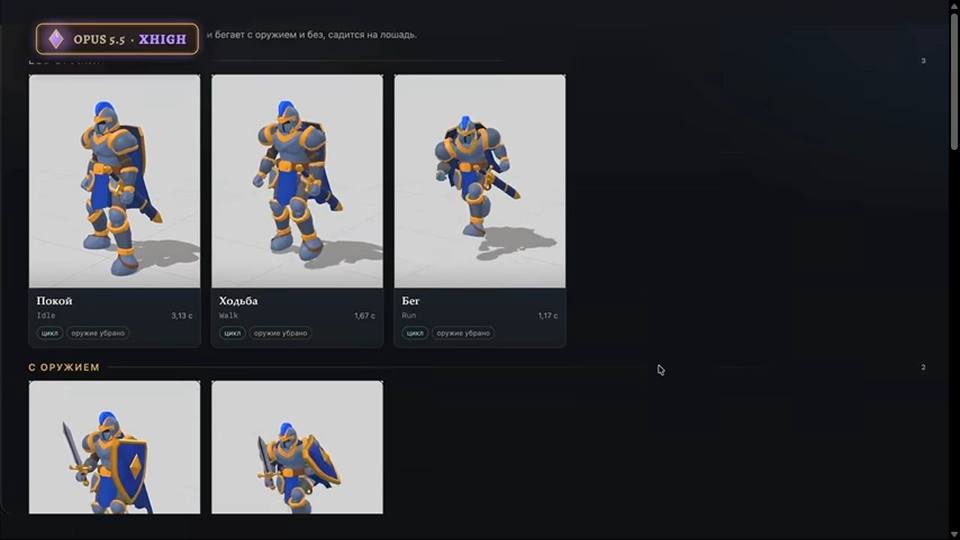 OPUS 5.5 · XHIGH
и бегает с оружием и без, садится на лошадь.
3
Покой
Idle 3,13 с
цикл оружие убрано
Ходьба
Walk 1,67 с
цикл оружие убрано
Бег
Run 1,17 с
цикл оружие убрано
С ОРУЖИЕМ 2